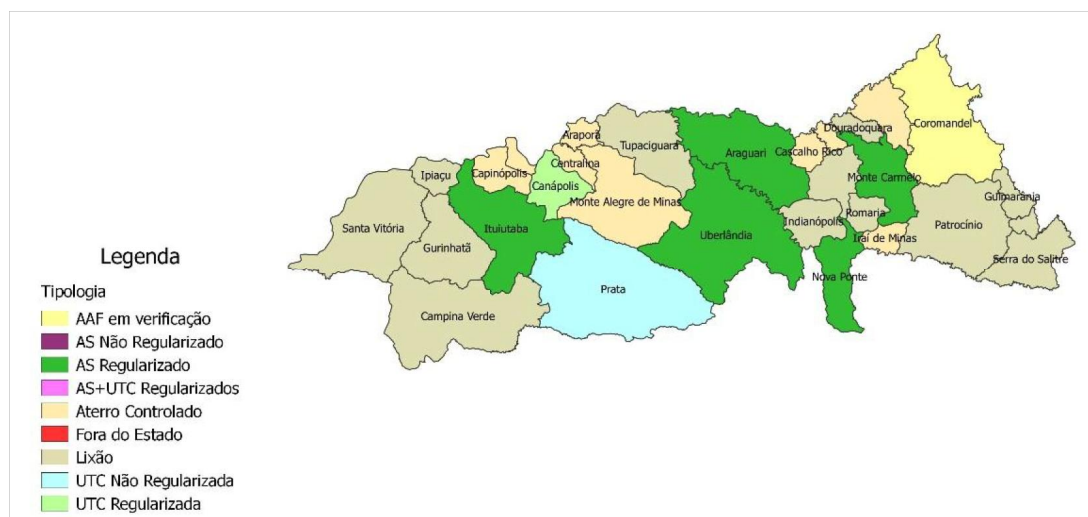 Coromandel
Douradoquara
Araporã
Tupaciguara
Araguari
Cascalho Rico
Centralina
Capinópolis
Ipiaçu
Canápolis
Monte Carmelo
Monte Alegre de Minas
Guimarânia
Romaria
Indianópolis
Patrocínio
Santa Vitória
Ituiutaba
Uberlândia
Iraí de Minas
Gurinhatã
Serra do Salitre
Nova Ponte
Prata
Campina Verde
Legenda
Tipologia
AAF em verificação
AS Não Regularizado
AS Regularizado
AS+UTC Regularizados
Aterro Controlado
Fora do Estado
Lixão
UTC Não Regularizada
UTC Regularizada